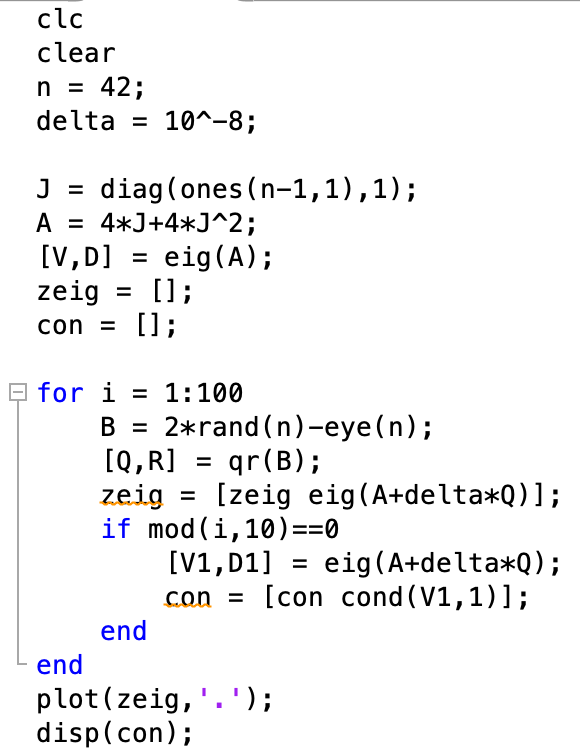 clc
clear
n = 42;
delta = 10^-8;
J = diag(ones(n-1,1),1);
A = 4*J+4*J^2;
[V,D] = eig(A);
zeig = [];
con = [];
for i = 1:100
B = 2*rand(n)-eye(n);
[Q,R] = qr(B);
zeig = [zeig eig(A+delta*Q)];
if mod(i,10)==0
[V1,D1] = eig(A+delta*Q);
con = [con cond(V1,1)];
end
end
plot(zeig,'.');
disp(con);